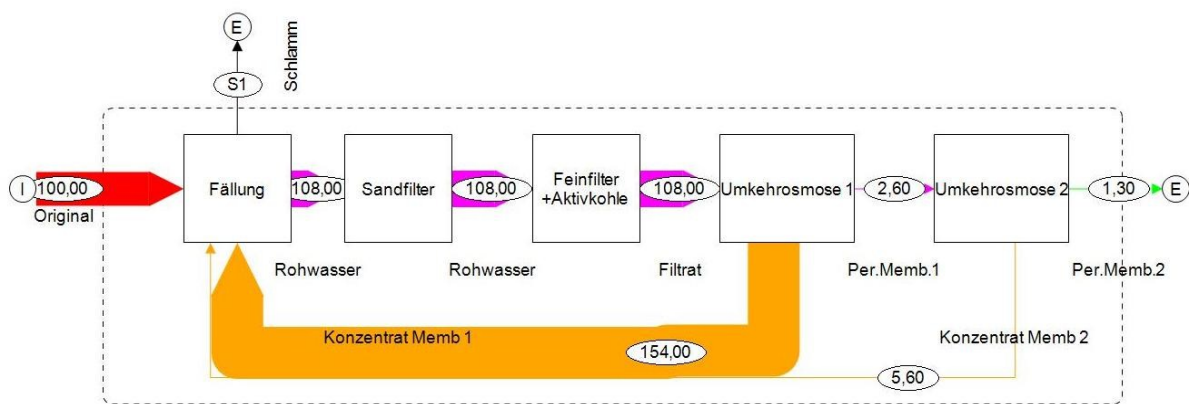 E
S1
Schlamm
I
100,00
Original
Fällung
108,00
Sandfilter
108,00
Feinfilter
+Aktivkohle
108,00
Umkehrosmose 1
2,60
Umkehrosmose 2
1,30
E
Rohwasser
Rohwasser
Filtrat
Per.Memb.1
Per.Memb.2
Konzentrat Memb 1
154,00
Konzentrat Memb 2
5,60